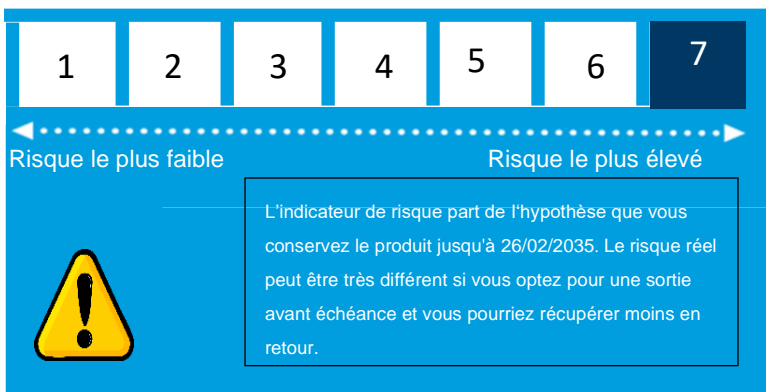 1 2 3 4 5 6 7
Risque le plus faible Risque le plus élevé
L'indicateur de risque part de l'hypothèse que vous
conservez le produit jusqu'à 26/02/2035. Le risque réel
peut être très différent si vous optez pour une sortie
avant échéance et vous pourriez récupérer moins en
retour.